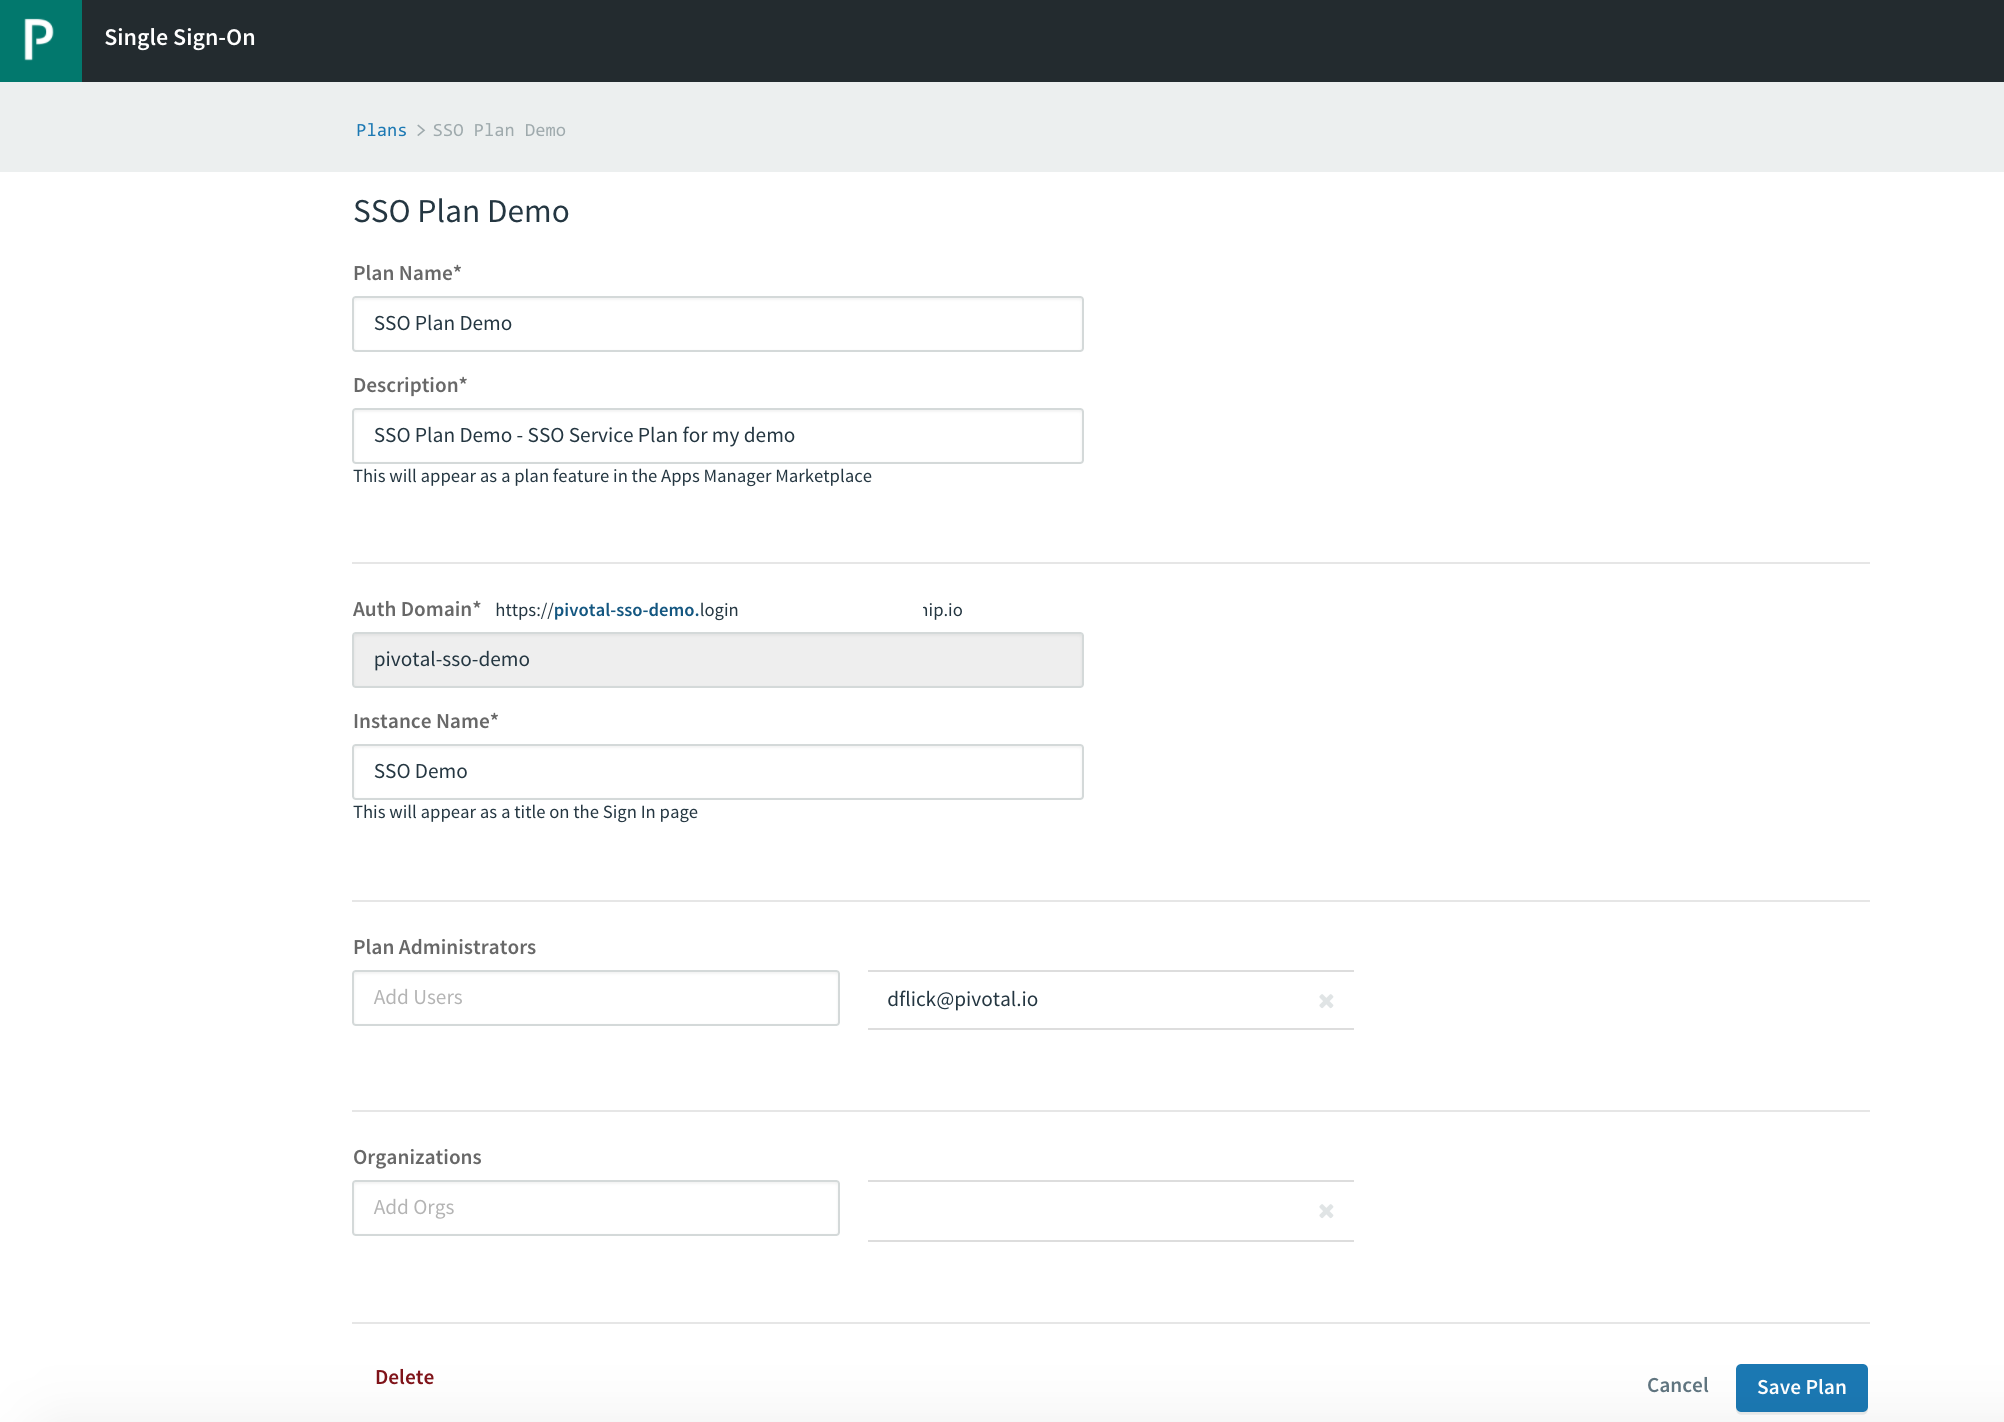 P
Single Sign-On
Plans > SSO Plan Demo
SSO Plan Demo
Plan Name*
SSO Plan Demo
Description*
SSO Plan Demo - SSO Service Plan for my demo
This will appear as a plan feature in the Apps Manager Marketplace
Auth Domain* https://pivotal-sso-demo.login ip.io
pivotal-sso-demo
Instance Name*
SSO Demo
This will appear as a title on the Sign In page
Plan Administrators
Add Users
dflick@pivotal.io
Organizations
Add Orgs
Delete
Cancel
Save Plan